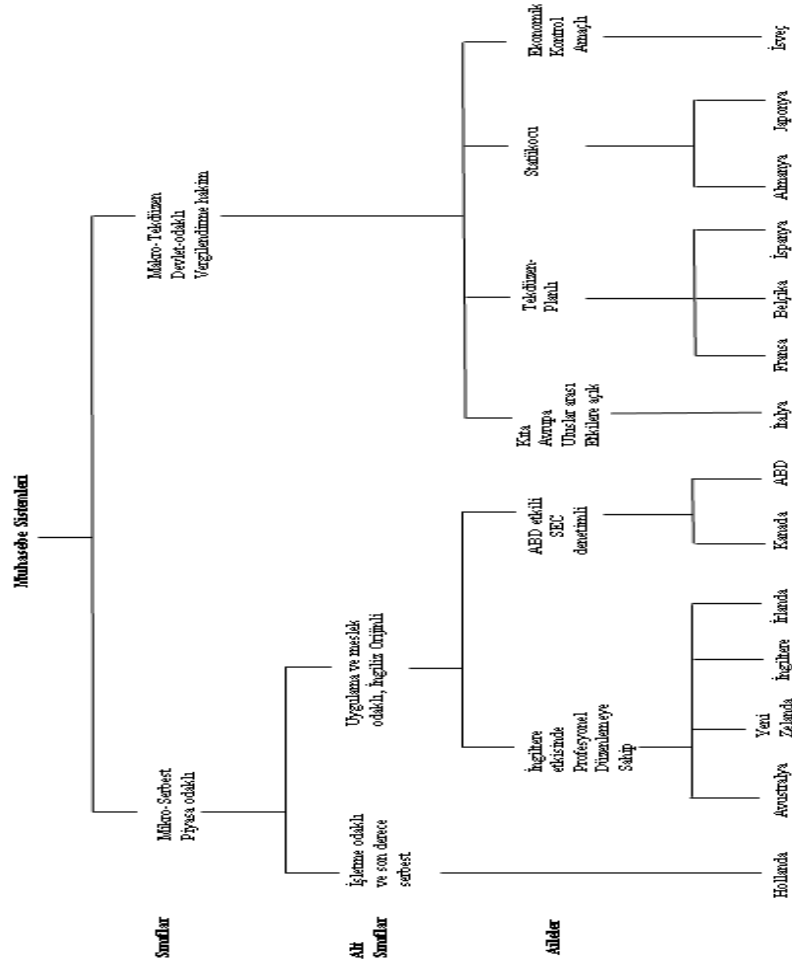 Muhasebe Sistemleri
Sınıflar
Mikro-Serbest
Piyasa odaklı
Makro-Tekdüzen
Devlet-odaklı
Vergilendirme hakim
Alt
Sınıflar
İşletme odaklı
ve son derece
serbest
Uygulama ve meslek
odaklı, İngiliz Orijinli
Aileler
İngiltere
etkisinde
Profesyonel
Düzenlemeye
Sahip
ABD etkili
SEC
denetimli
Kıta
Avrupa
Uluslar arası
Etkilere açık
Tekdüzen-
Planlı
Statükocu
Ekonomik
Kontrol
Amaçlı
Hollanda
Avustralya
Yeni
Zelanda
İngiltere
İrlanda
Kanada
ABD
İtalya
Fransa
Belçika
İspanya
Almanya
Japonya
İsveç